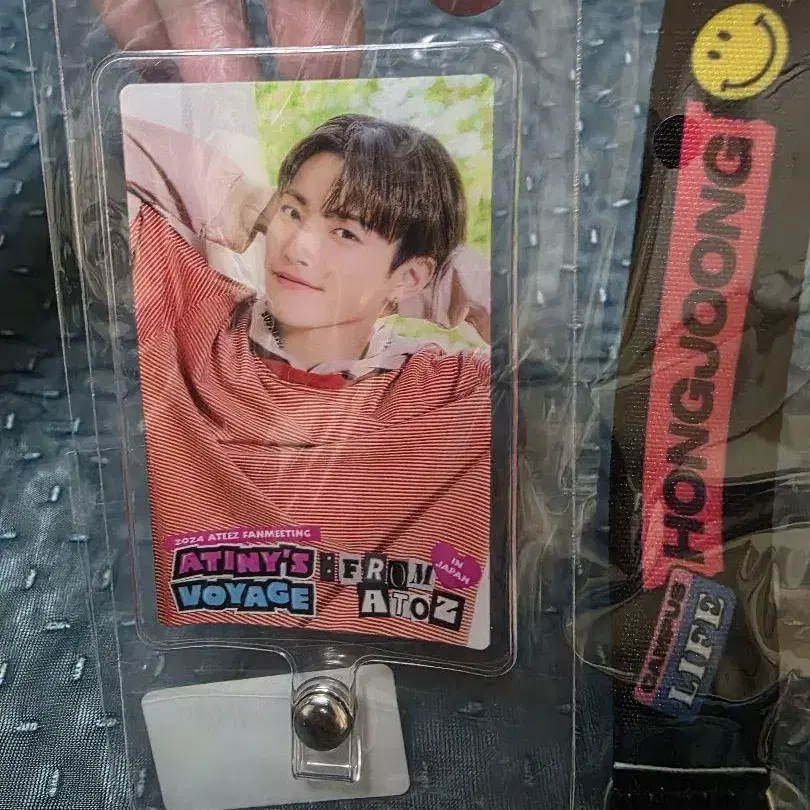 2024 ATEEZ FANMEETING
ATINY'S
VOYAGE
:FROM
A TO Z
IN
JAPAN
HONGJOONG
CAMPUS
LIFE